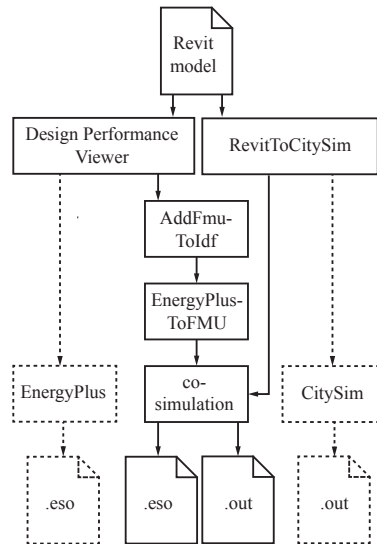 Revit
model
Design Performance
Viewer
RevitToCitySim
AddFmu-
ToIdf
EnergyPlus-
ToFMU
EnergyPlus
co-
simulation
CitySim
.eso
.eso
.out
.out